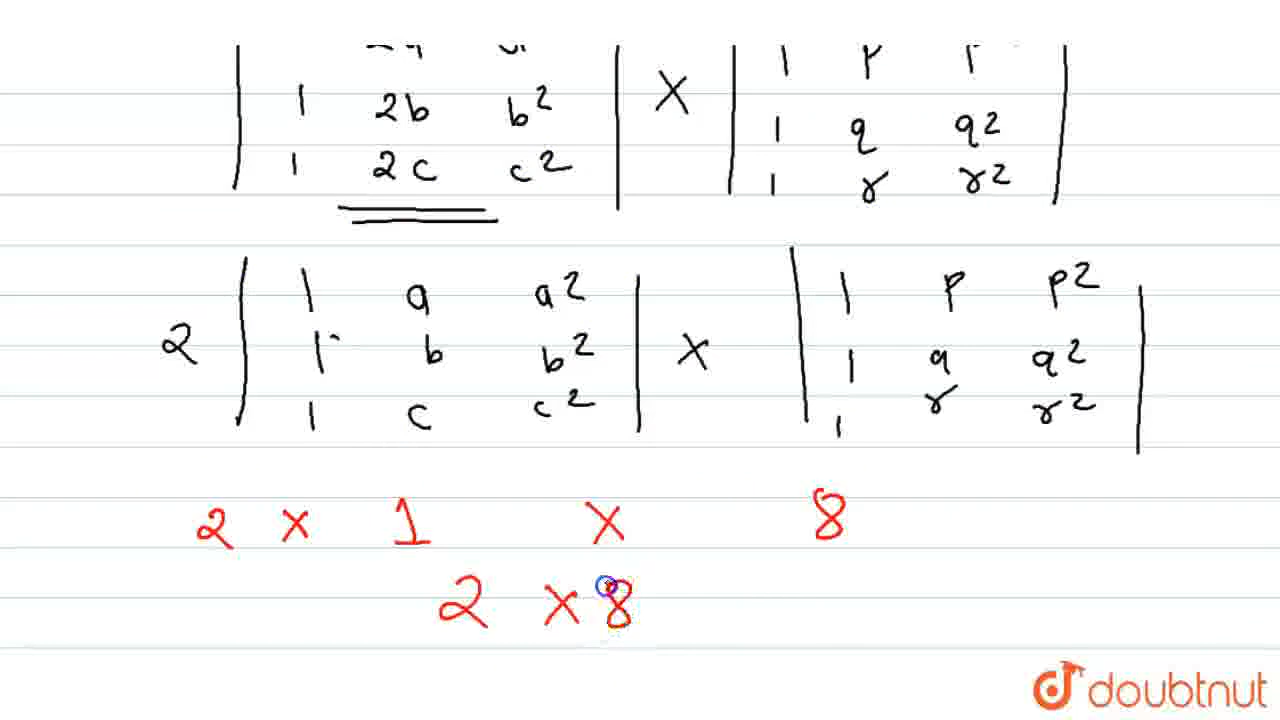 1 p p
1 2b b² × 1 q q²
1 2c c² 1 r r²
1 a a² 1 p p²
2 1 b b² × 1 q q²
1 c c² 1 r r²
2 × 1 × 8
2 × 8
doubtnut